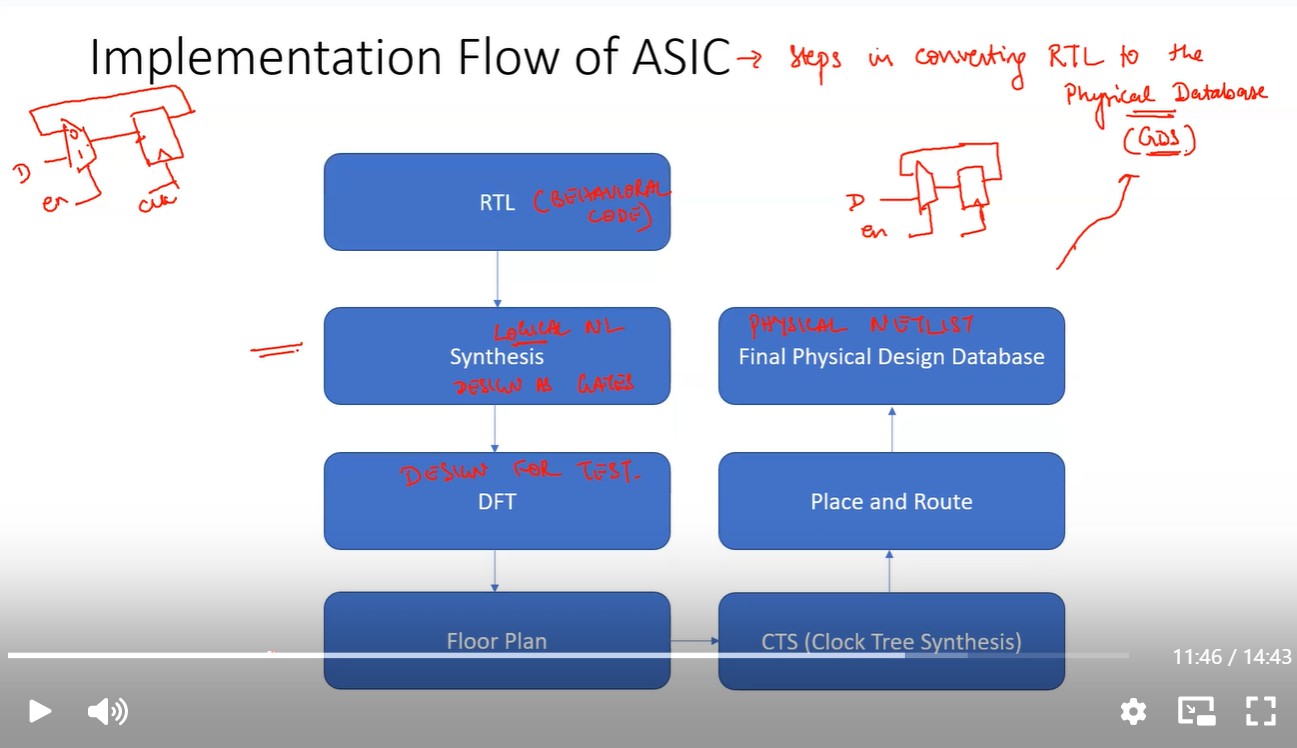 Implementation Flow of ASIC → Steps in converting RTL to the
Physical Database
(GDS)
0
1
D
en
clk
RTL (BEHAVIORAL
CODE)
D
en
LOGICAL NL
Synthesis
DESIGN AS GATES
PHYSICAL NETLIST
Final Physical Design Database
DESIGN FOR TEST.
DFT
Place and Route
Floor Plan
CTS (Clock Tree Synthesis)
11:46 / 14:43